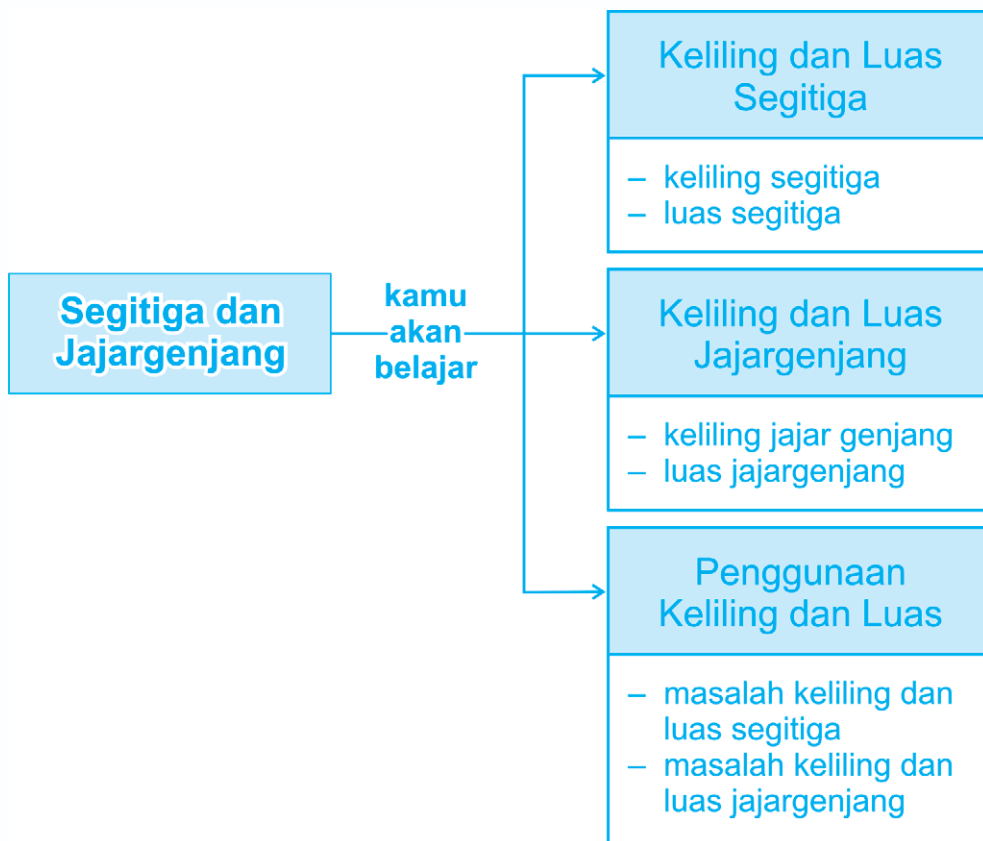 Segitiga dan
Jajargenjang
kamu
akan
belajar
Keliling dan Luas
Segitiga
– keliling segitiga
– luas segitiga
Keliling dan Luas
Jajargenjang
– keliling jajar genjang
– luas jajargenjang
Penggunaan
Keliling dan Luas
– masalah keliling dan
luas segitiga
– masalah keliling dan
luas jajargenjang